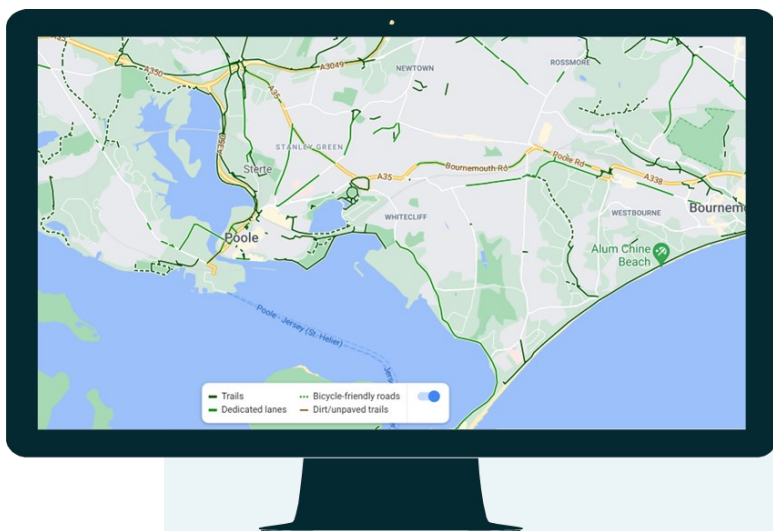 A35
A350
A3049
NEWTOWN
ROSSMORE
A35
STANLEY GREEN
A350
Sterte
A35
Bournemouth Rd
Poole Rd
A338
WHITECLIFF
WESTBOURNE
Bournem
Poole
Alum Chine
Beach
Poole - Jersey (St. Helier)
Trails
Bicycle-friendly roads
Dedicated lanes
Dirt/unpaved trails